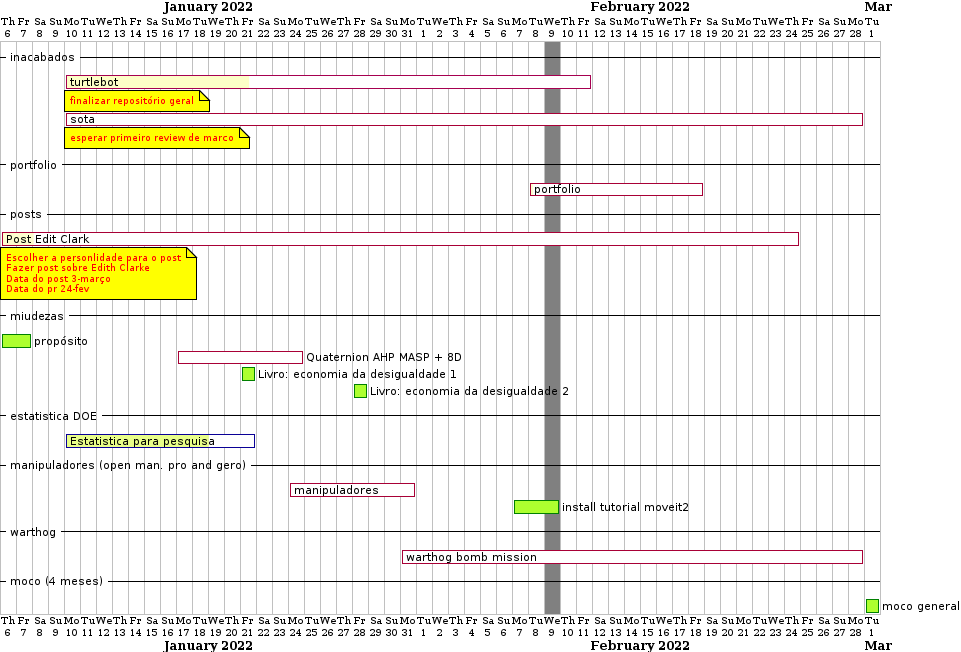 January 2022 February 2022 Mar
Th Fr Sa Su Mo Tu We Th Fr Sa Su Mo Tu We Th Fr Sa Su Mo Tu We Th Fr Sa Su Mo Tu We Th Fr Sa Su Mo Tu We Th Fr Sa Su Mo Tu We Th Fr Sa Su Mo Tu We Th Fr Sa Su Mo Tu
6 7 8 9 10 11 12 13 14 15 16 17 18 19 20 21 22 23 24 25 26 27 28 29 30 31 1 2 3 4 5 6 7 8 9 10 11 12 13 14 15 16 17 18 19 20 21 22 23 24 25 26 27 28 1
inacabados
turtlebot
finalizar repositório geral
sota
esperar primeiro review de marco
portfolio
portfolio
posts
Post Edit Clark
Escolher a personlidade para o post
Fazer post sobre Edith Clarke
Data do post 3-março
Data do pr 24-fev
miudezas
propósito
Quaternion AHP MASP + 8D
Livro: economia da desigualdade 1
Livro: economia da desigualdade 2
estatistica DOE
Estatistica para pesquisa
manipuladores (open man. pro and gero)
manipuladores
install tutorial moveit2
warthog
warthog bomb mission
moco (4 meses)
moco general
Th Fr Sa Su Mo Tu We Th Fr Sa Su Mo Tu We Th Fr Sa Su Mo Tu We Th Fr Sa Su Mo Tu We Th Fr Sa Su Mo Tu We Th Fr Sa Su Mo Tu We Th Fr Sa Su Mo Tu We Th Fr Sa Su Mo Tu
6 7 8 9 10 11 12 13 14 15 16 17 18 19 20 21 22 23 24 25 26 27 28 29 30 31 1 2 3 4 5 6 7 8 9 10 11 12 13 14 15 16 17 18 19 20 21 22 23 24 25 26 27 28 1
January 2022 February 2022 Mar